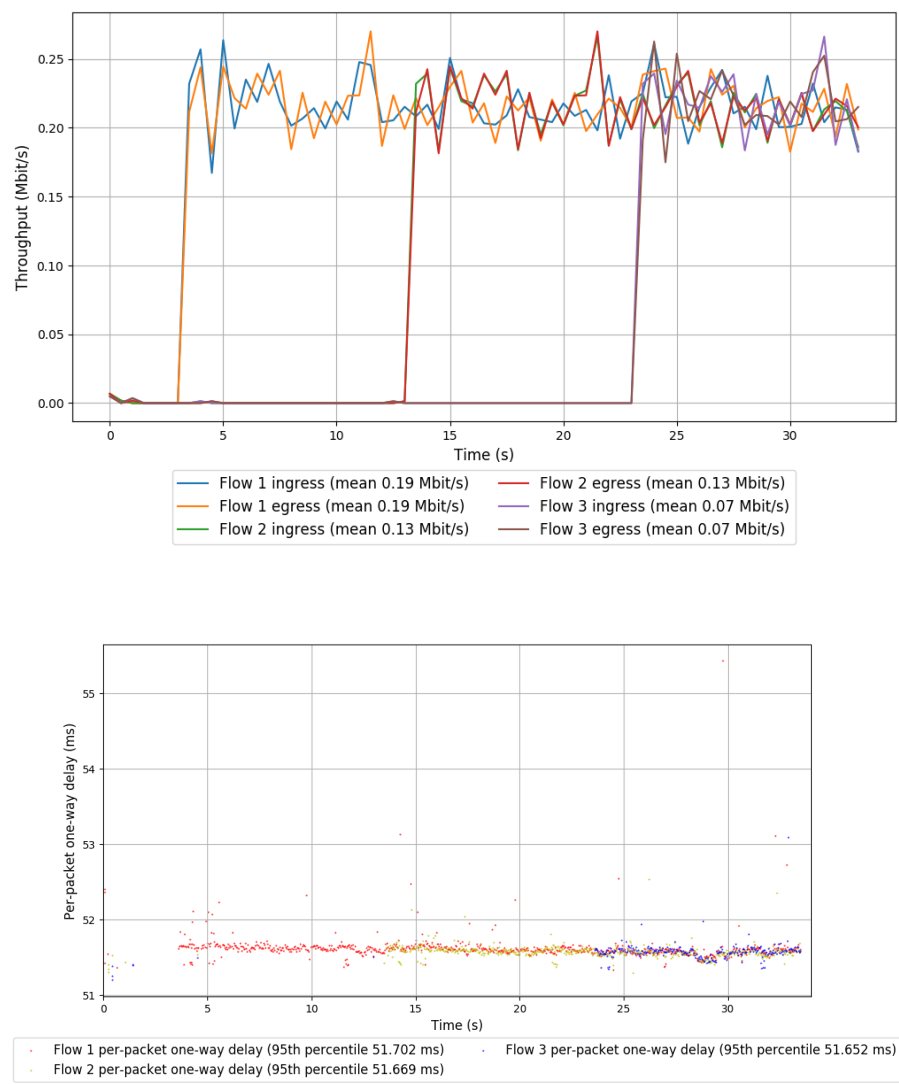 0.25
0.20
0.15
0.10
0.05
0.00
Throughput (Mbit/s)
0 5 10 15 20 25 30
Time (s)
Flow 1 ingress (mean 0.19 Mbit/s) Flow 2 egress (mean 0.13 Mbit/s)
Flow 1 egress (mean 0.19 Mbit/s) Flow 3 ingress (mean 0.07 Mbit/s)
Flow 2 ingress (mean 0.13 Mbit/s) Flow 3 egress (mean 0.07 Mbit/s)
55
54
53
52
51
Per-packet one-way delay (ms)
0 5 10 15 20 25 30
Time (s)
Flow 1 per-packet one-way delay (95th percentile 51.702 ms) Flow 3 per-packet one-way delay (95th percentile 51.652 ms)
Flow 2 per-packet one-way delay (95th percentile 51.669 ms)